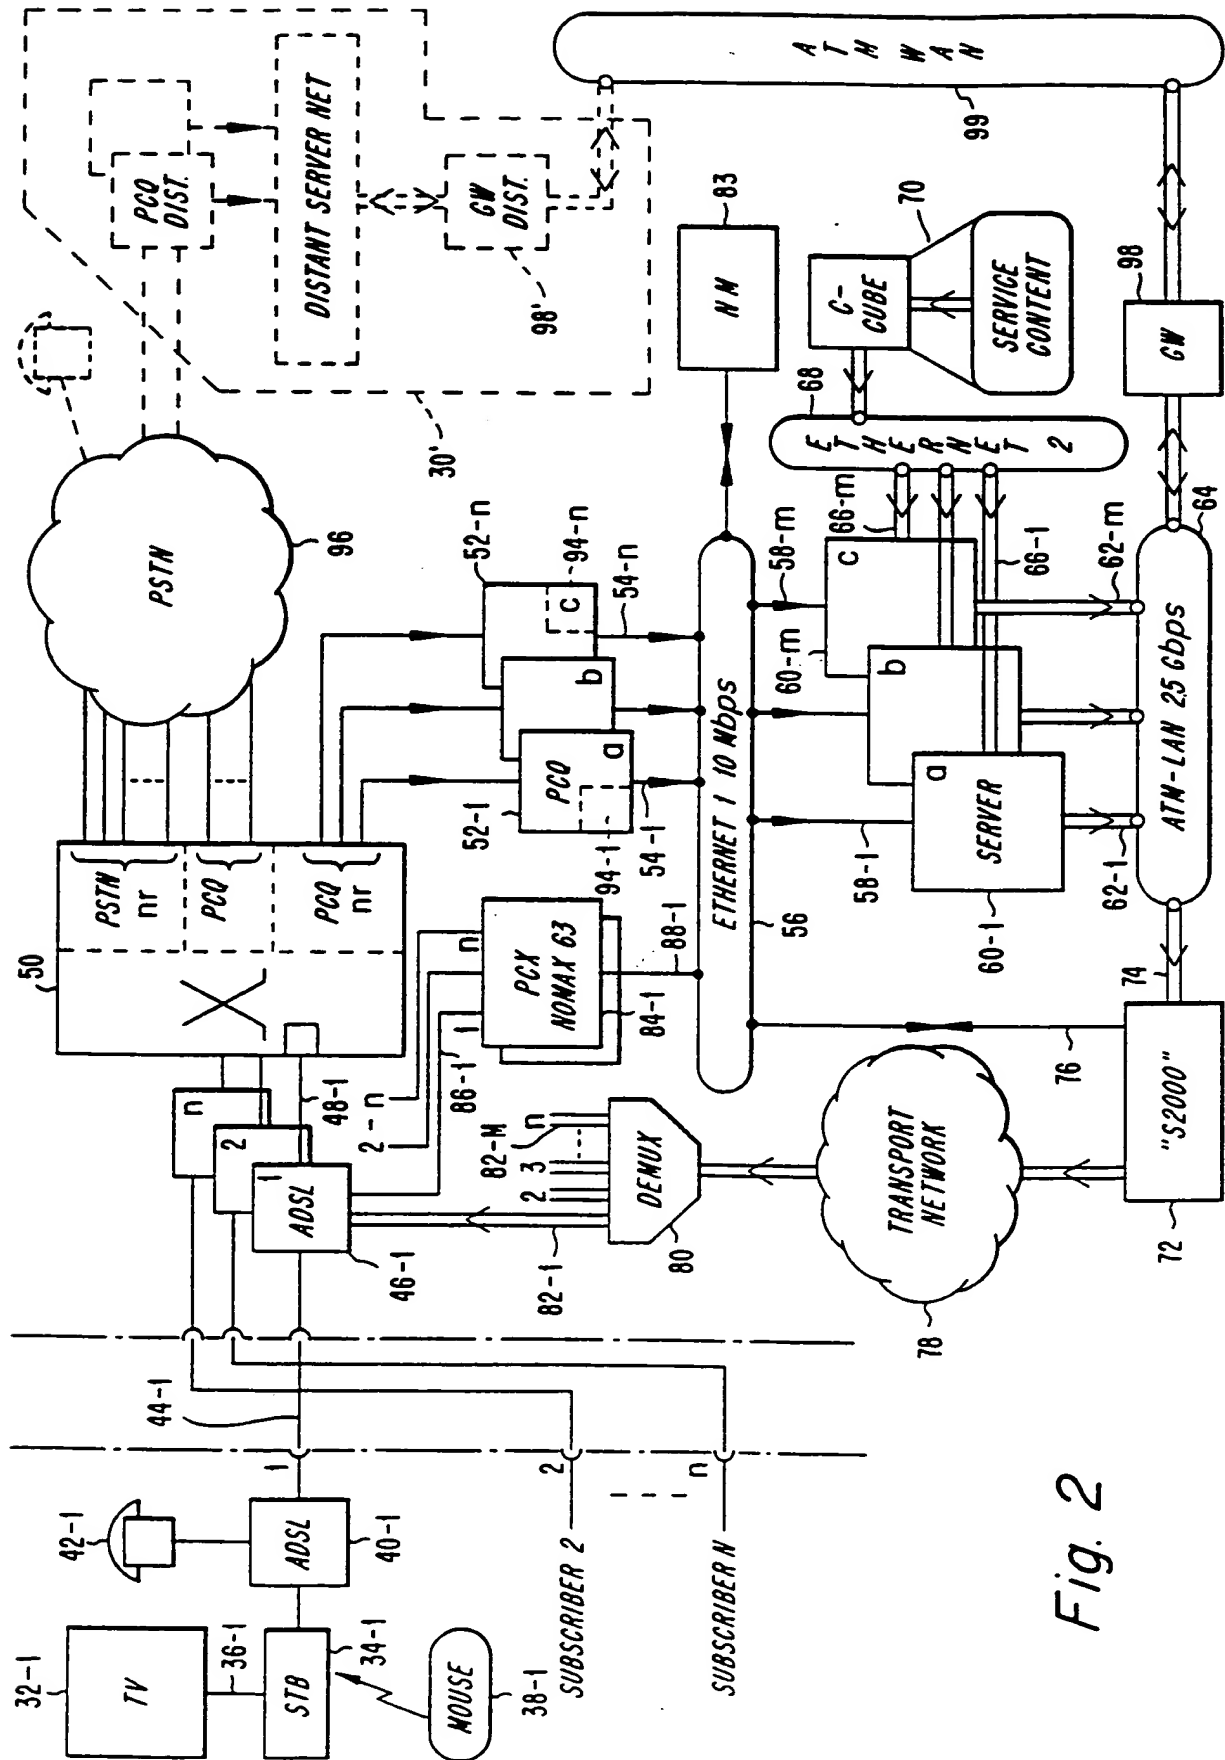 32-1
TV
36-1
STB
34-1
MOUSE
38-1
42-1
ADSL
40-1
SUBSCRIBER 2
SUBSCRIBER N
1
2
n
44-1
n
2
1
ADSL
46-1
48-1
50
PSTN
nr
PCQ
PCQ
nr
PSTN
96
PCQ
DIST.
DISTANT SERVER NET
GW
DIST.
98'
30'
2-n
86-1
1
n
PCX
NOMAX 63
84-1
88-1
52-1
PCQ
a
b
c
52-n
94-1
94-n
54-1
54-n
82-1
2
3
n
82-M
DEMUX
80
ETHERNET 1 10 Mbps
56
NM
83
58-1
58-m
60-1
60-m
SERVER
a
b
c
66-m
66-1
68
ETHERNET 2
C-
CUBE
70
SERVICE
CONTENT
TRANSPORT
NETWORK
78
76
"S2000"
72
74
62-1
62-m
ATM-LAN 2.5 Gbps
64
GW
98
ATM WAN
99
Fig. 2